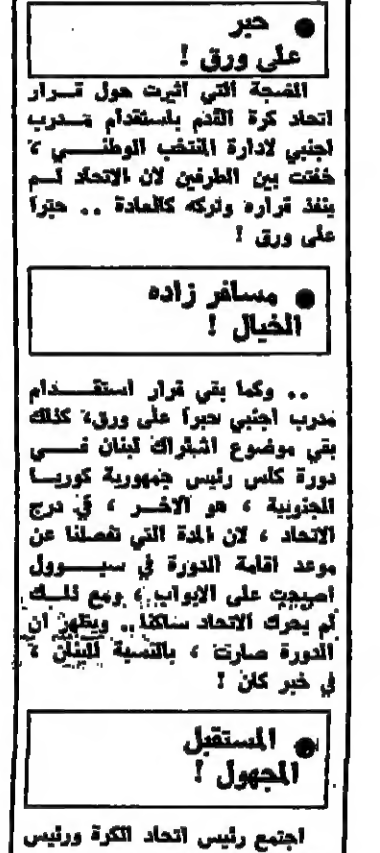 ● حبر
على ورق !
الضجة التي اثيرت حول قرار
اتحاد كرة القدم باستقدام مدرب
اجنبي لادارة المنتخب الوطني ،
خفتت بين الطرفين لان الاتحاد لم
ينفذ قراره وتركه كالعادة .. حبرا
على ورق !
● مسافر زاده
الخيال !
.. وكما بقي قرار استقدام
مدرب اجنبي حبرا على ورق، كذلك
بقي موضوع اشتراك لبنان في
دورة كاس رئيس جمهورية كوريا
الجنوبية ، هو الاخر ، في درج
الاتحاد ، لان المدة التي تفصلنا عن
موعد اقامة الدورة في سيوول
اصبحت على الابواب ، ومع ذلك
لم يحرك الاتحاد ساكنا .. ويظهر ان
الدورة صارت ، بالنسبة للبنان ،
في خبر كان !
● المستقبل
المجهول !
اجتمع رئيس اتحاد الكرة ورئيس